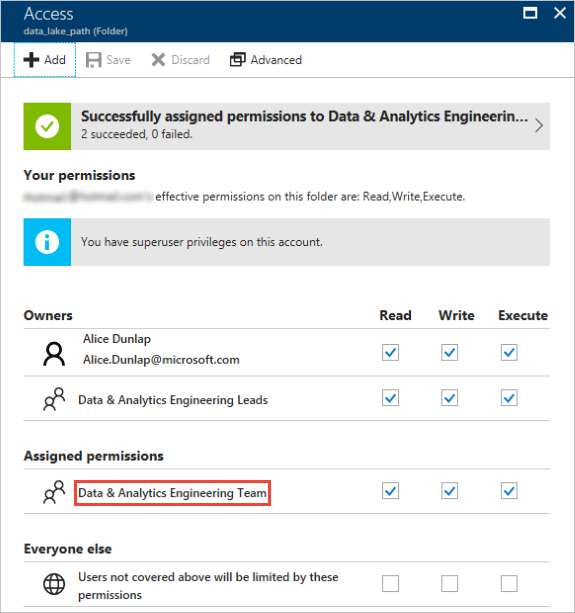 Access
data_lake_path (Folder)
Add Save Discard Advanced
Successfully assigned permissions to Data & Analytics Engineerin...
2 succeeded, 0 failed.
Your permissions
effective permissions on this folder are: Read,Write,Execute.
You have superuser privileges on this account.
Owners Read Write Execute
Alice Dunlap
Alice.Dunlap@microsoft.com
Data & Analytics Engineering Leads
Assigned permissions
Data & Analytics Engineering Team
Everyone else
Users not covered above will be limited by these
permissions